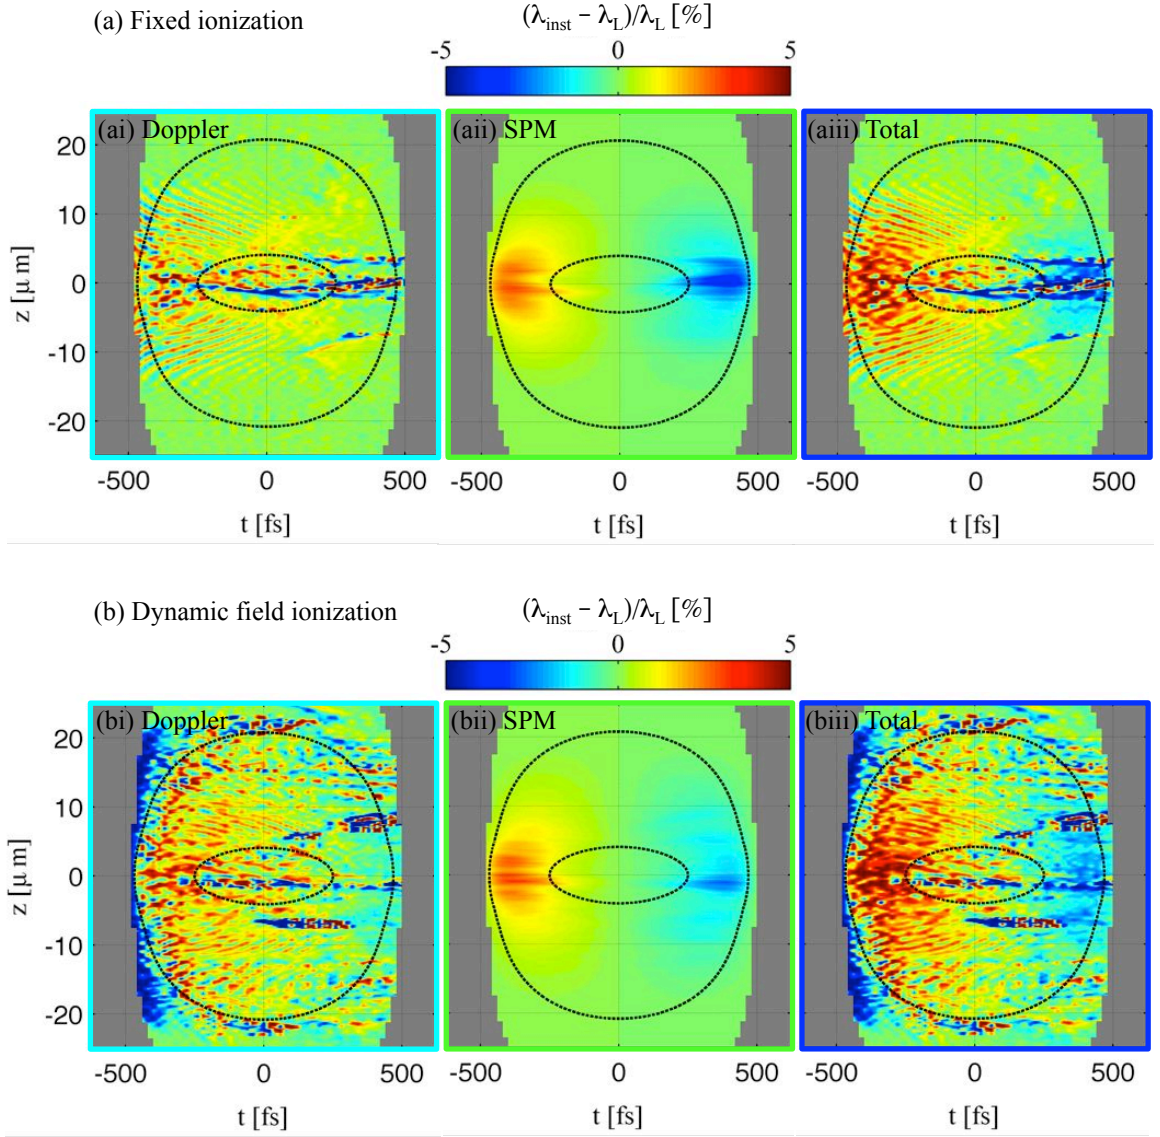 (a) Fixed ionization
(λinst − λL)/λL [%]
-5 0 5
(ai) Doppler
(aii) SPM
(aiii) Total
20
10
0
-10
-20
z [μ m]
-500 0 500
-500 0 500
-500 0 500
t [fs]
t [fs]
t [fs]
(b) Dynamic field ionization
(λinst − λL)/λL [%]
-5 0 5
(bi) Doppler
(bii) SPM
(biii) Total
20
10
0
-10
-20
z [μ m]
-500 0 500
-500 0 500
-500 0 500
t [fs]
t [fs]
t [fs]